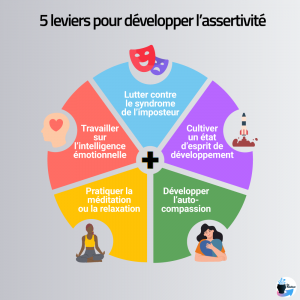 5 leviers pour développer l'assertivité
Lutter contre
le syndrome
de l'imposteur
Travailler
sur
l'intelligence
émotionnelle
Cultiver
un état
d'esprit de
développement
Pratiquer la
méditation
ou la relaxation
Développer
l'auto-
compassion